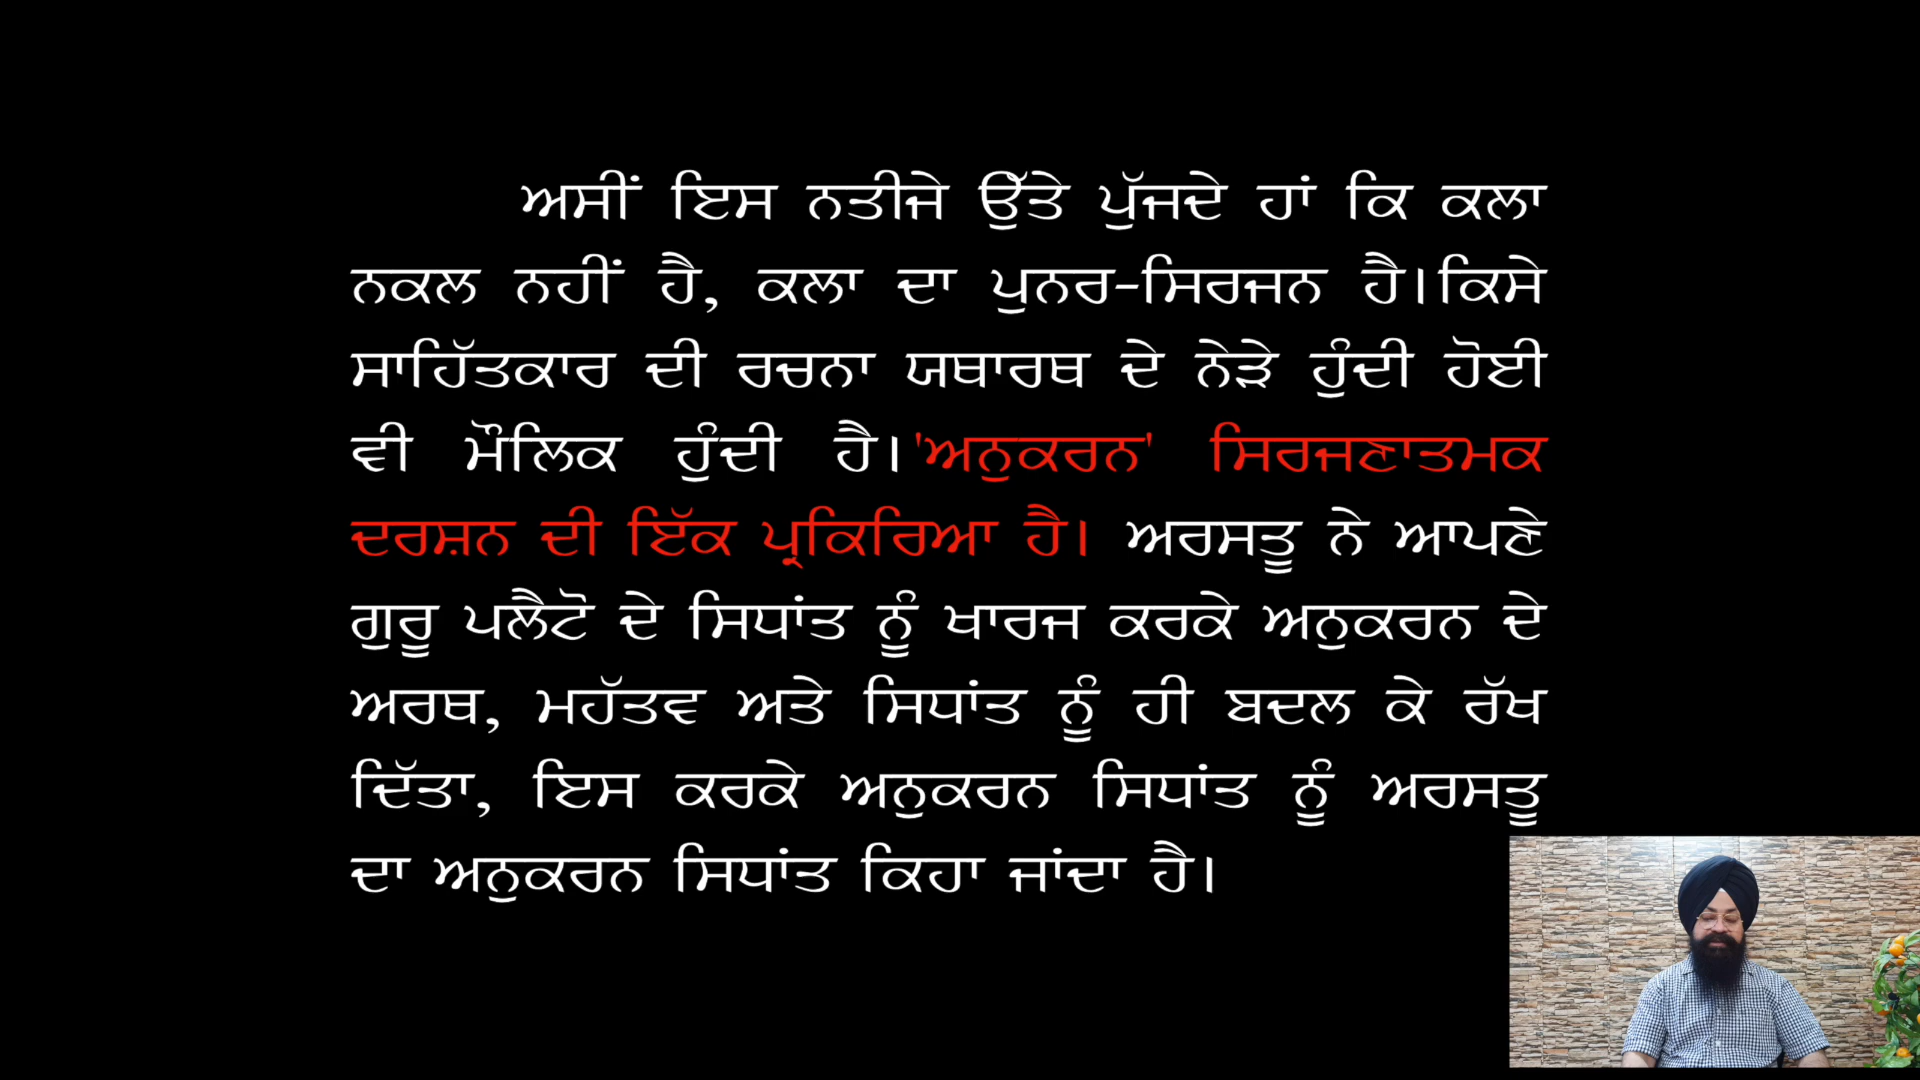 ਅਸੀਂ ਇਸ ਨਤੀਜੇ ਉੱਤੇ ਪੁੱਜਦੇ ਹਾਂ ਕਿ ਕਲਾ
ਨਕਲ ਨਹੀਂ ਹੈ, ਕਲਾ ਦਾ ਪੁਨਰ-ਸਿਰਜਨ ਹੈ।ਕਿਸੇ
ਸਾਹਿੱਤਕਾਰ ਦੀ ਰਚਨਾ ਯਥਾਰਥ ਦੇ ਨੇੜੇ ਹੁੰਦੀ ਹੋਈ
ਵੀ ਮੌਲਿਕ ਹੁੰਦੀ ਹੈ।'ਅਨੁਕਰਨ' ਸਿਰਜਣਾਤਮਕ
ਦਰਸ਼ਨ ਦੀ ਇੱਕ ਪ੍ਰਕਿਰਿਆ ਹੈ। ਅਰਸਤੂ ਨੇ ਆਪਣੇ
ਗੁਰੂ ਪਲੈਟੋ ਦੇ ਸਿਧਾਂਤ ਨੂੰ ਖਾਰਜ ਕਰਕੇ ਅਨੁਕਰਨ ਦੇ
ਅਰਥ, ਮਹੱਤਵ ਅਤੇ ਸਿਧਾਂਤ ਨੂੰ ਹੀ ਬਦਲ ਕੇ ਰੱਖ
ਦਿੱਤਾ, ਇਸ ਕਰਕੇ ਅਨੁਕਰਨ ਸਿਧਾਂਤ ਨੂੰ ਅਰਸਤੂ
ਦਾ ਅਨੁਕਰਨ ਸਿਧਾਂਤ ਕਿਹਾ ਜਾਂਦਾ ਹੈ।